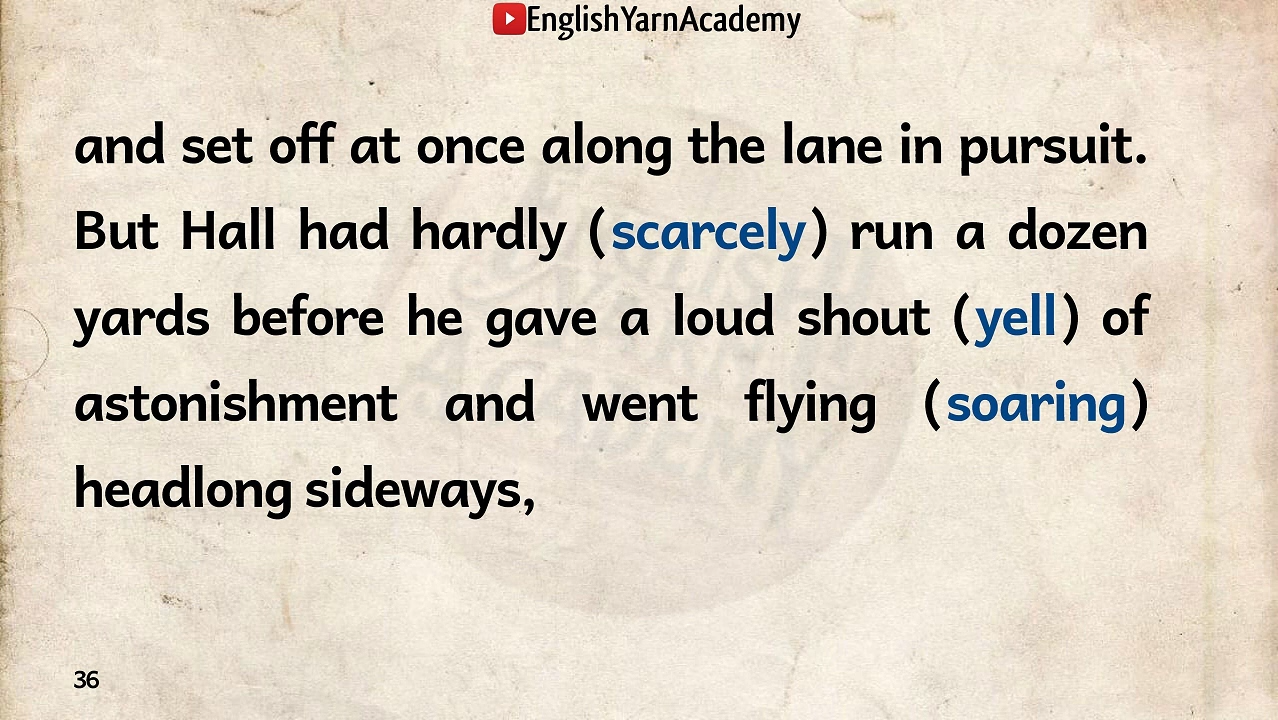 EnglishYarnAcademy
and set off at once along the lane in pursuit.
But Hall had hardly (scarcely) run a dozen
yards before he gave a loud shout (yell) of
astonishment and went flying (soaring)
headlong sideways,
36